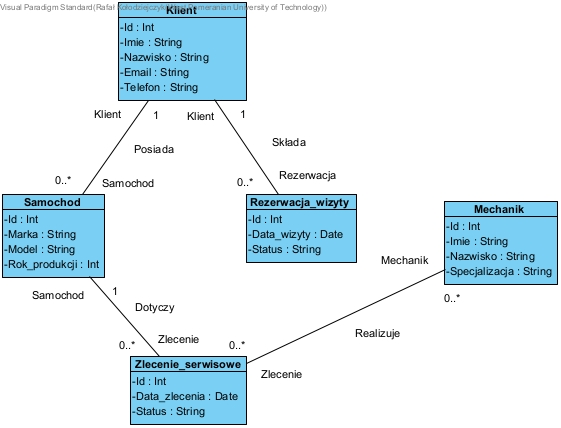 Visual Paradigm Standard(Rafał Kołodziejczyk( Pomeranian University of Technology))
Klient
-Id : Int
-Imie : String
-Nazwisko : String
-Email : String
-Telefon : String
Klient
1
Klient
1
Posiada
Składa
0..*
Samochod
0..*
Rezerwacja
Samochod
-Id : Int
-Marka : String
-Model : String
-Rok_produkcji : Int
Rezerwacja_wizyty
-Id : Int
-Data_wizyty : Date
-Status : String
Mechanik
-Id : Int
-Imie : String
-Nazwisko : String
-Specjalizacja : String
Mechanik
0..*
Samochod
1
Dotyczy
Realizuje
0..*
Zlecenie
0..*
Zlecenie
Zlecenie_serwisowe
-Id : Int
-Data_zlecenia : Date
-Status : String